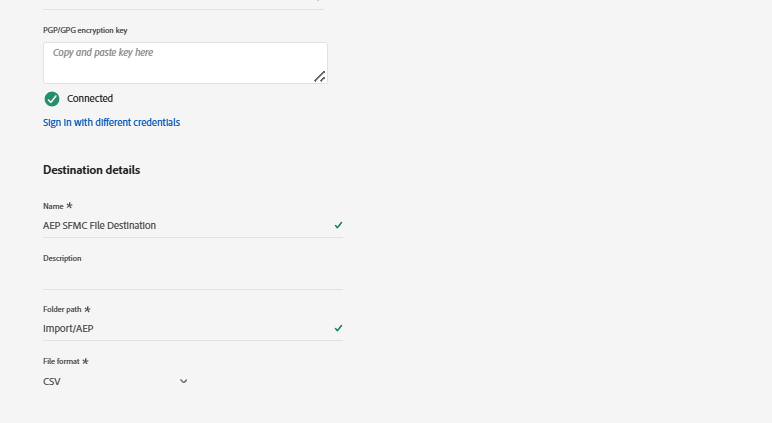 PGP/GPG encryption key
Copy and paste key here
Connected
Sign in with different credentials
Destination details
Name *
AEP SFMC File Destination
Description
Folder path *
Import/AEP
File format *
CSV